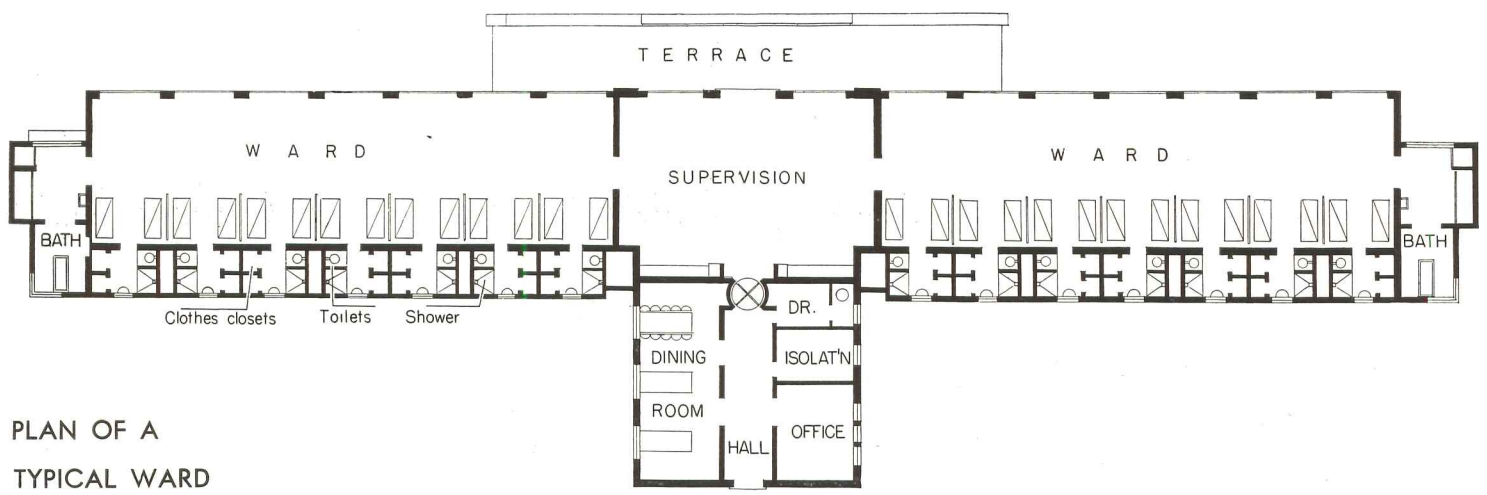 TERRACE
WARD
SUPERVISION
WARD
BATH
BATH
Clothes closets
Toilets
Shower
DR.
DINING
ROOM
ISOLAT'N
OFFICE
HALL
PLAN OF A
TYPICAL WARD